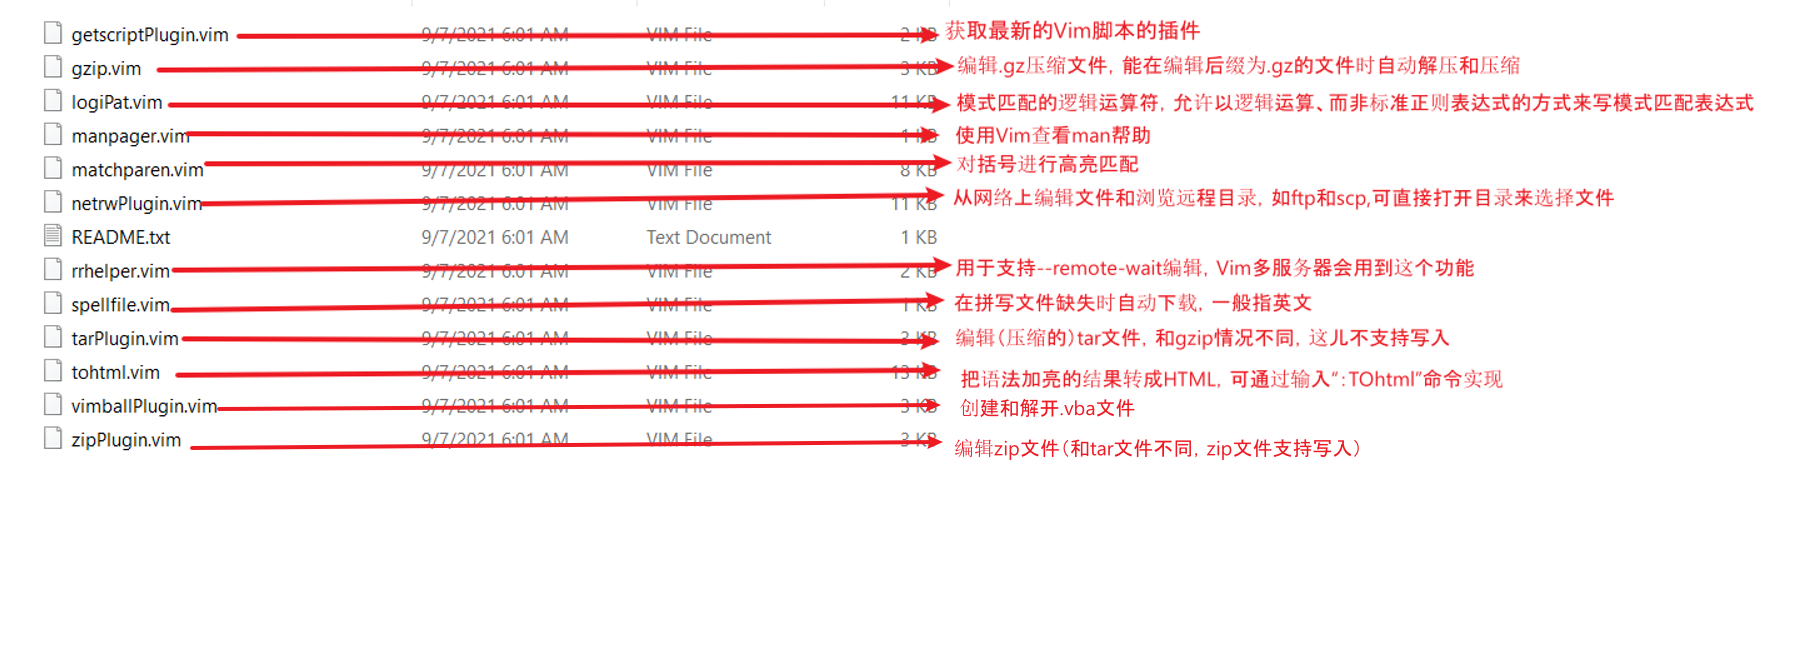 getscriptPlugin.vim 9/7/2021 6:01 AM VIM File 2 KB 获取最新的Vim脚本的插件
gzip.vim 9/7/2021 6:01 AM VIM File 3 KB 编辑.gz压缩文件，能在编辑后缀为.gz的文件时自动解压和压缩
logiPat.vim 9/7/2021 6:01 AM VIM File 11 KB 模式匹配的逻辑运算符，允许以逻辑运算、而非标准正则表达式的方式来写模式匹配表达式
manpager.vim 9/7/2021 6:01 AM VIM File 1 KB 使用Vim查看man帮助
matchparen.vim 9/7/2021 6:01 AM VIM File 8 KB 对括号进行高亮匹配
netrwPlugin.vim 9/7/2021 6:01 AM VIM File 11 KB 从网络上编辑文件和浏览远程目录，如ftp和scp,可直接打开目录来选择文件
README.txt 9/7/2021 6:01 AM Text Document 1 KB
rrhelper.vim 9/7/2021 6:01 AM VIM File 2 KB 用于支持--remote-wait编辑，Vim多服务器会用到这个功能
spellfile.vim 9/7/2021 6:01 AM VIM File 1 KB 在拼写文件缺失时自动下载，一般指英文
tarPlugin.vim 9/7/2021 6:01 AM VIM File 3 KB 编辑（压缩的）tar文件，和gzip情况不同，这儿不支持写入
tohtml.vim 9/7/2021 6:01 AM VIM File 13 KB 把语法加亮的结果转成HTML，可通过输入“：TOhtml”命令实现
vimballPlugin.vim 9/7/2021 6:01 AM VIM File 3 KB 创建和解开.vba文件
zipPlugin.vim 9/7/2021 6:01 AM VIM File 3 KB 编辑zip文件（和tar文件不同，zip文件支持写入）